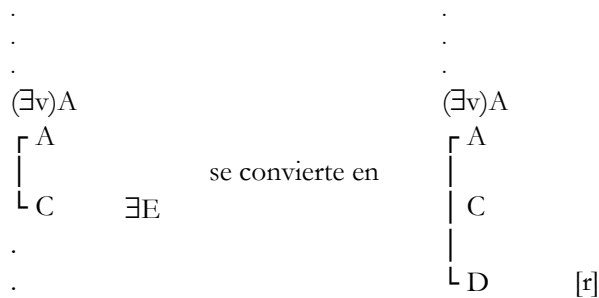 . .
. .
. .
(∃v)A (∃v)A
┌ A ┌ A
│ se convierte en │
└ C ∃E │ C
. │
. └ D [r]